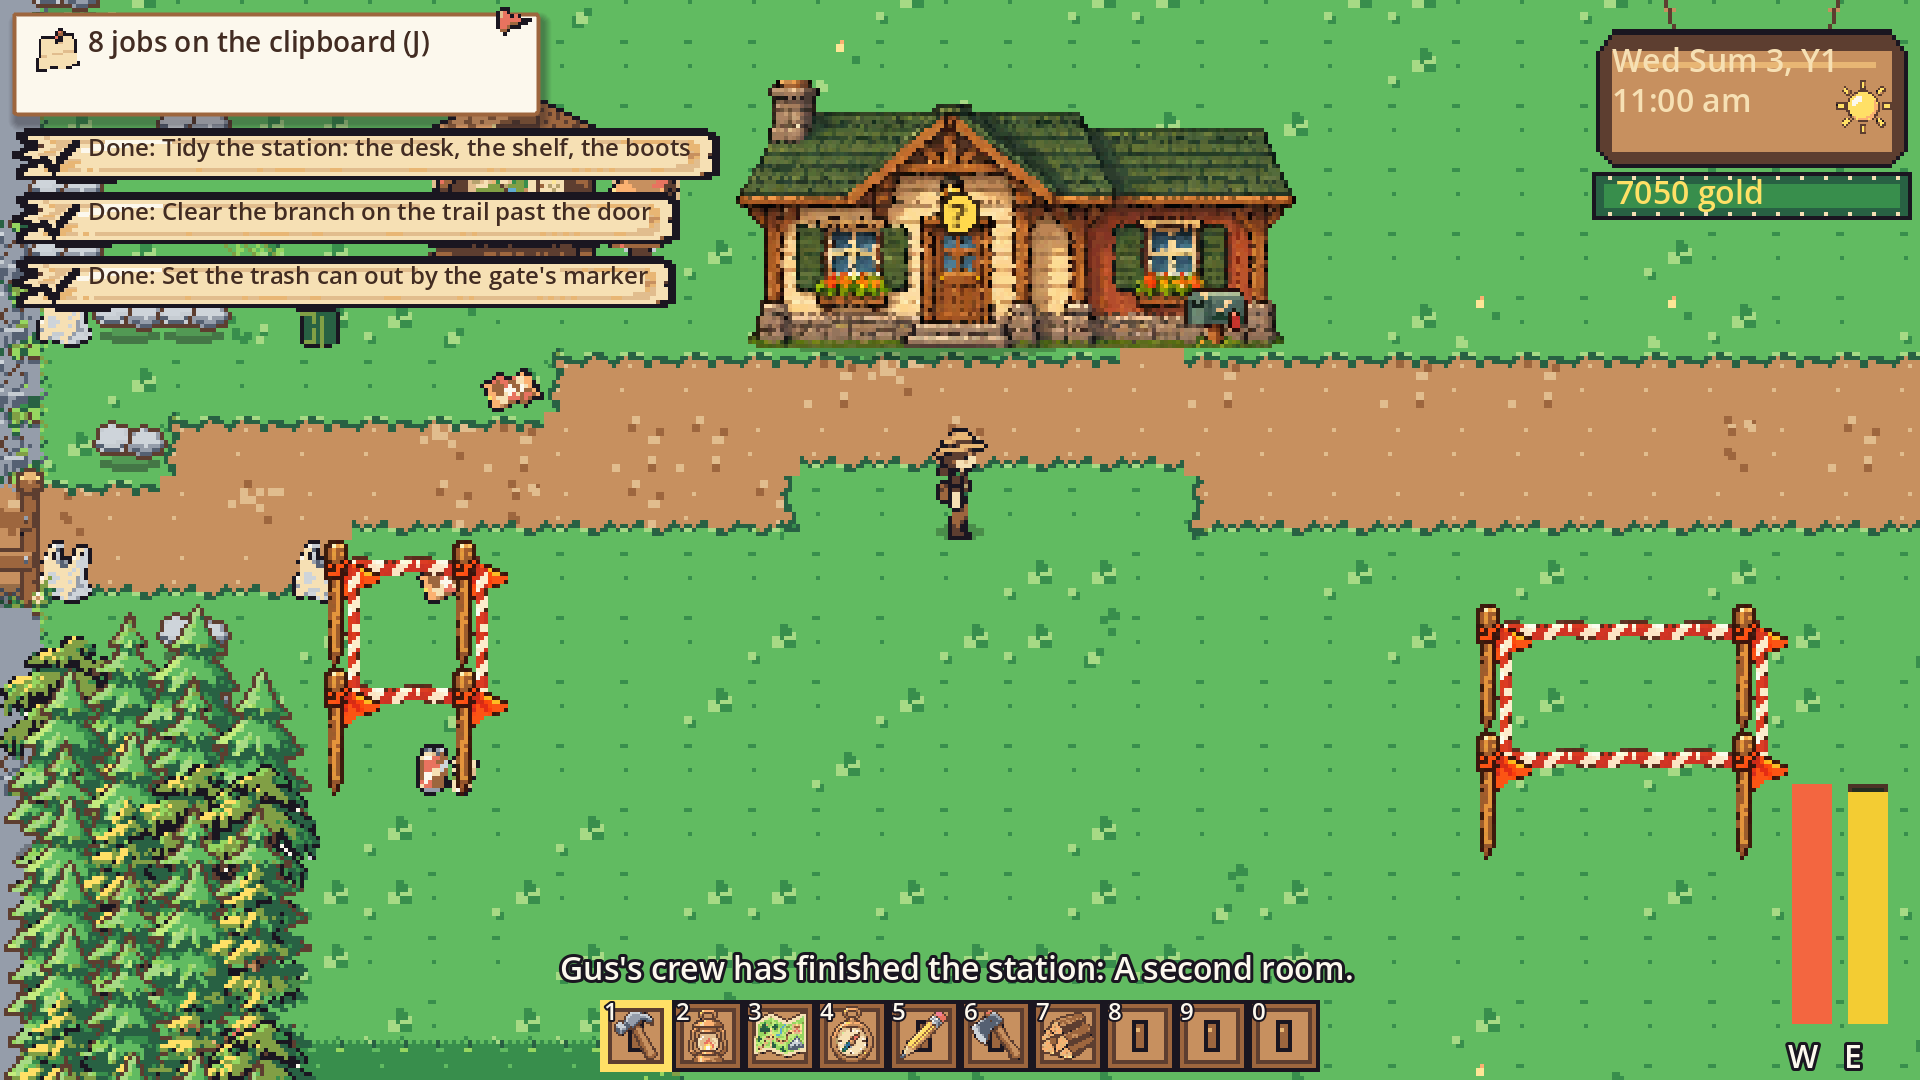 8 jobs on the clipboard (J)
Done: Tidy the station: the desk, the shelf, the boots
Done: Clear the branch on the trail past the door
Done: Set the trash can out by the gate's marker
Wed Sum 3, Y1
11:00 am
7050 gold
?
Gus's crew has finished the station: A second room.
1 2 3 4 5 6 7 8 9 0
W E